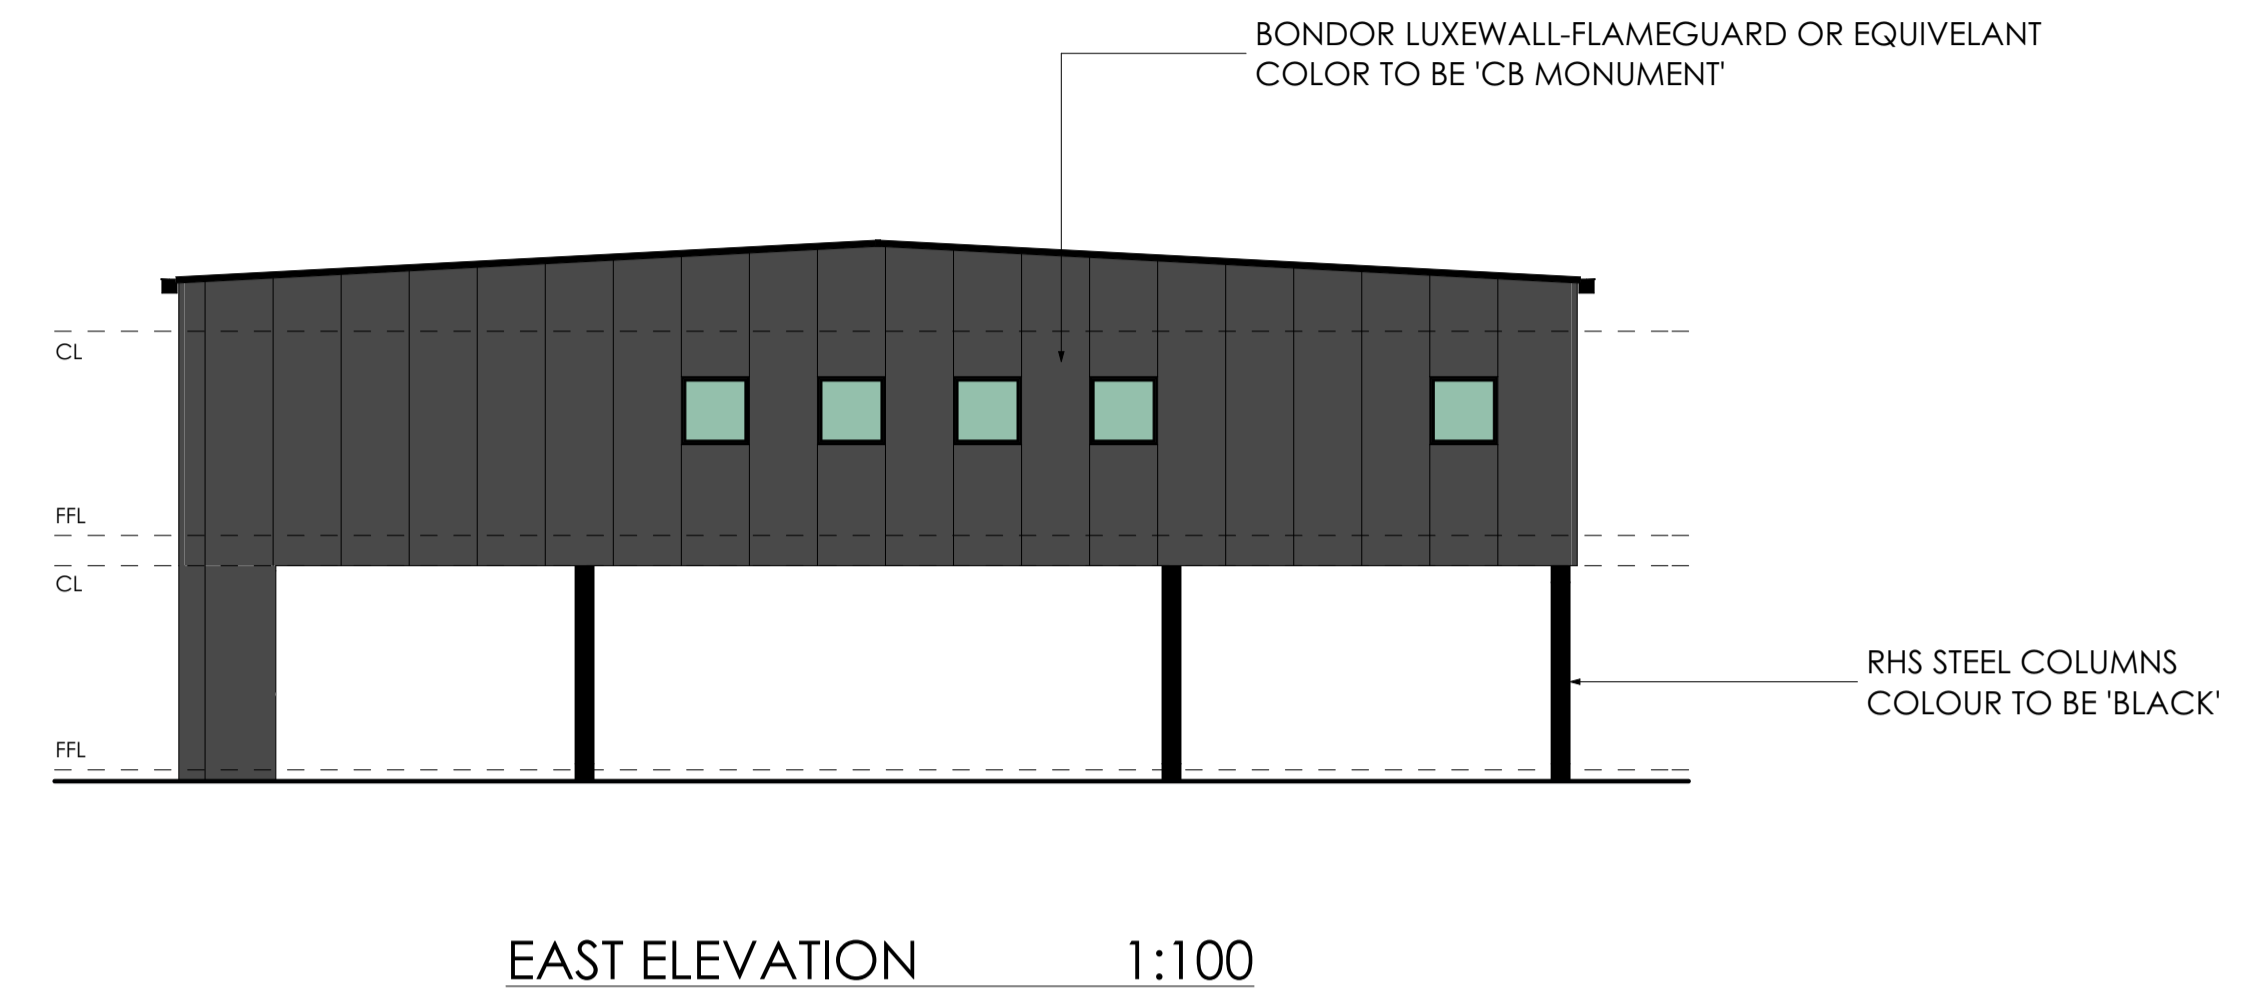 BONDOR LUXEWALL-FLAMEGUARD OR EQUIVELANT
COLOR TO BE 'CB MONUMENT'
CL
FFL
CL
RHS STEEL COLUMNS
COLOUR TO BE 'BLACK'
FFL
EAST ELEVATION 1:100